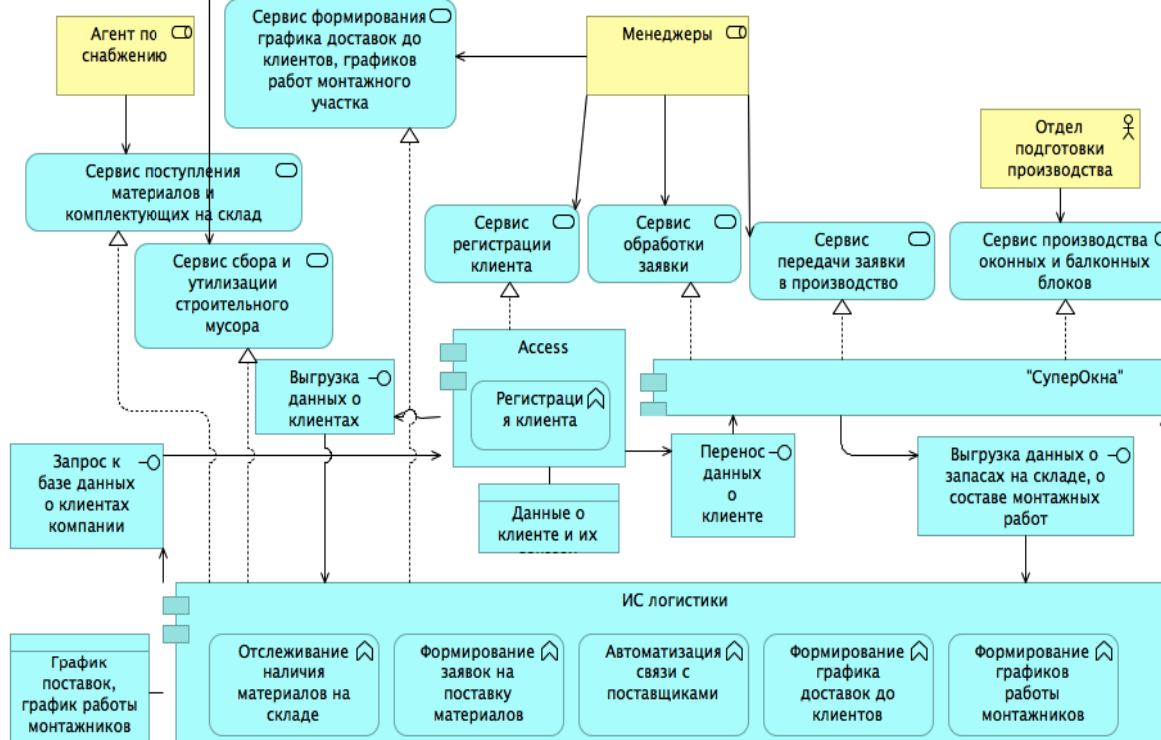 Агент по
снабжению
Сервис формирования
графика доставок до
клиентов, графиков
работ монтажного
участка
Менеджеры
Отдел
подготовки
производства
Сервис поступления
материалов и
комплектующих на склад
Сервис сбора и
утилизации
строительного
мусора
Сервис
регистрации
клиента
Сервис
обработки
заявки
Сервис
передачи заявки
в производство
Сервис производства
оконных и балконных
блоков
Выгрузка
данных о
клиентах
Access
Регистраци
я клиента
"СуперОкна"
Запрос к
базе данных
о клиентах
компании
Данные о
клиенте и их
Перенос
данных
о
клиенте
Выгрузка данных о
запасах на складе, о
составе монтажных
работ
ИС логистики
График
поставок,
график работы
монтажников
Отслеживание
наличия
материалов на
складе
Формирование
заявок на
поставку
материалов
Автоматизация
связи с
поставщиками
Формирование
графика
доставок до
клиентов
Формирование
графиков
работы
монтажников